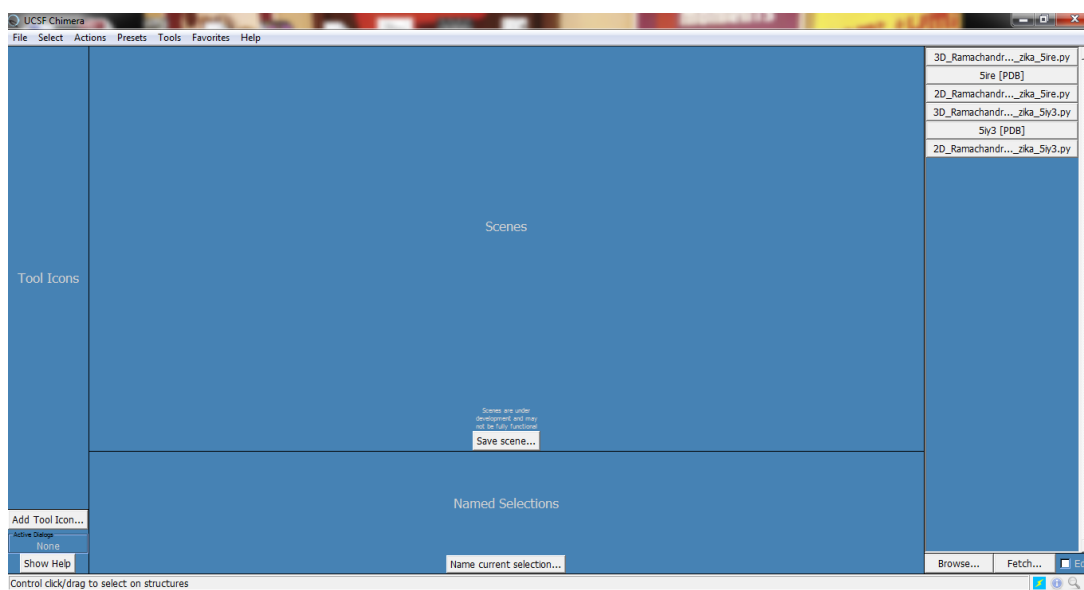 UCSF Chimera
File Select Actions Presets Tools Favorites Help
3D_Ramachandr..._zika_5ire.py
5ire [PDB]
2D_Ramachandr..._zika_5ire.py
3D_Ramachandr..._zika_5iy3.py
5iy3 [PDB]
2D_Ramachandr..._zika_5iy3.py
Scenes
Tool Icons
Scenes are under
development and may
not be fully functional
Save scene...
Named Selections
Add Tool Icon...
Active Dialogs
None
Show Help
Name current selection...
Browse... Fetch...
Control click/drag to select on structures